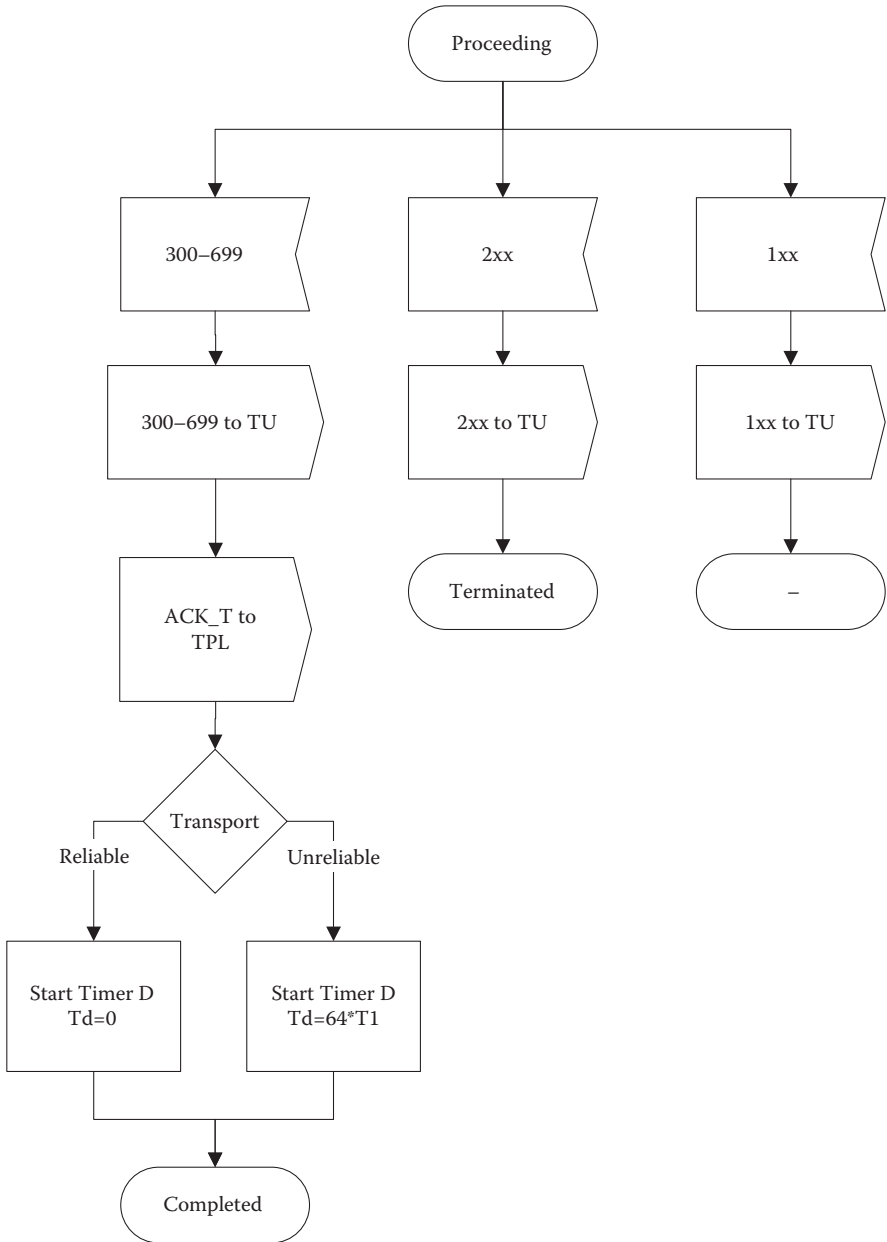 Proceeding
300–699
2xx
1xx
300–699 to TU
2xx to TU
1xx to TU
ACK_T to
TPL
Terminated
–
Transport
Reliable
Unreliable
Start Timer D
Td=0
Start Timer D
Td=64*T1
Completed